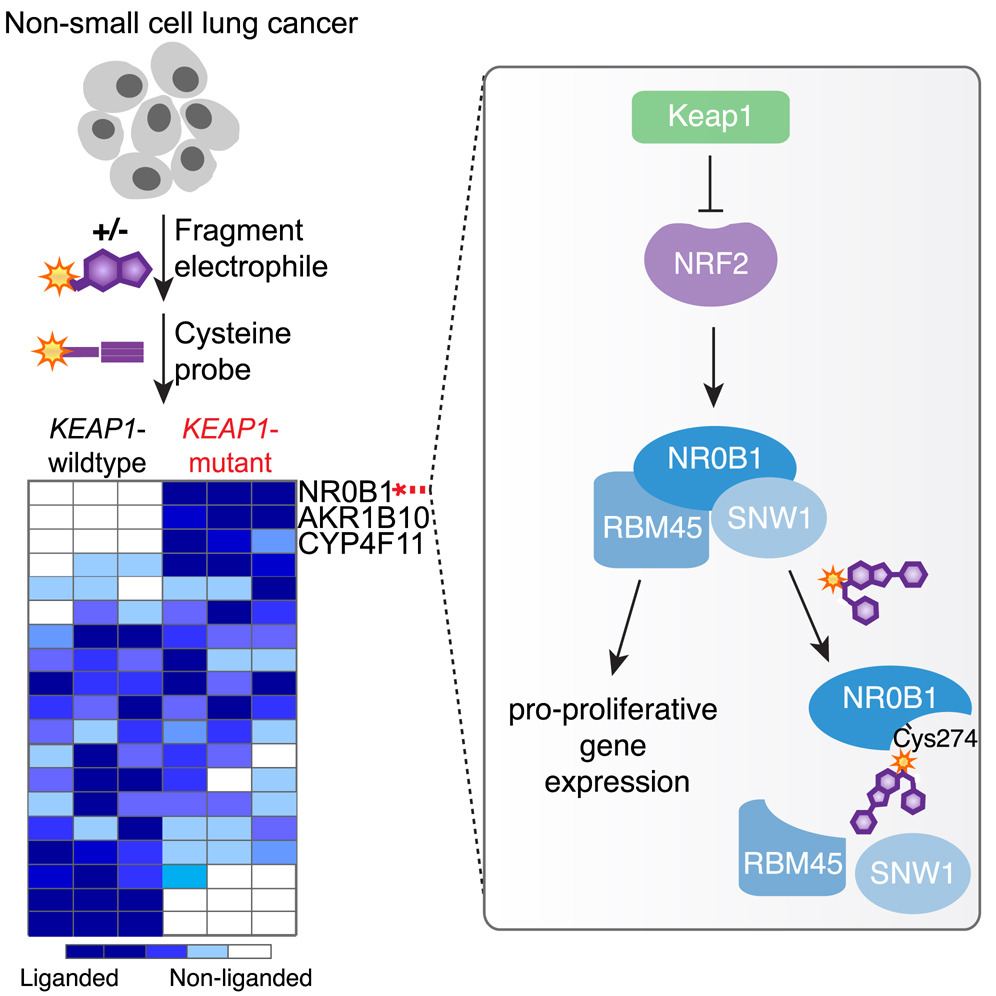 Non-small cell lung cancer
+/-
Fragment
electrophile
Cysteine
probe
KEAP1-
wildtype
KEAP1-
mutant
NR0B1
AKR1B10
CYP4F11
Liganded
Non-liganded
Keap1
NRF2
NR0B1
RBM45
SNW1
pro-proliferative
gene
expression
NR0B1
Cys274
RBM45
SNW1